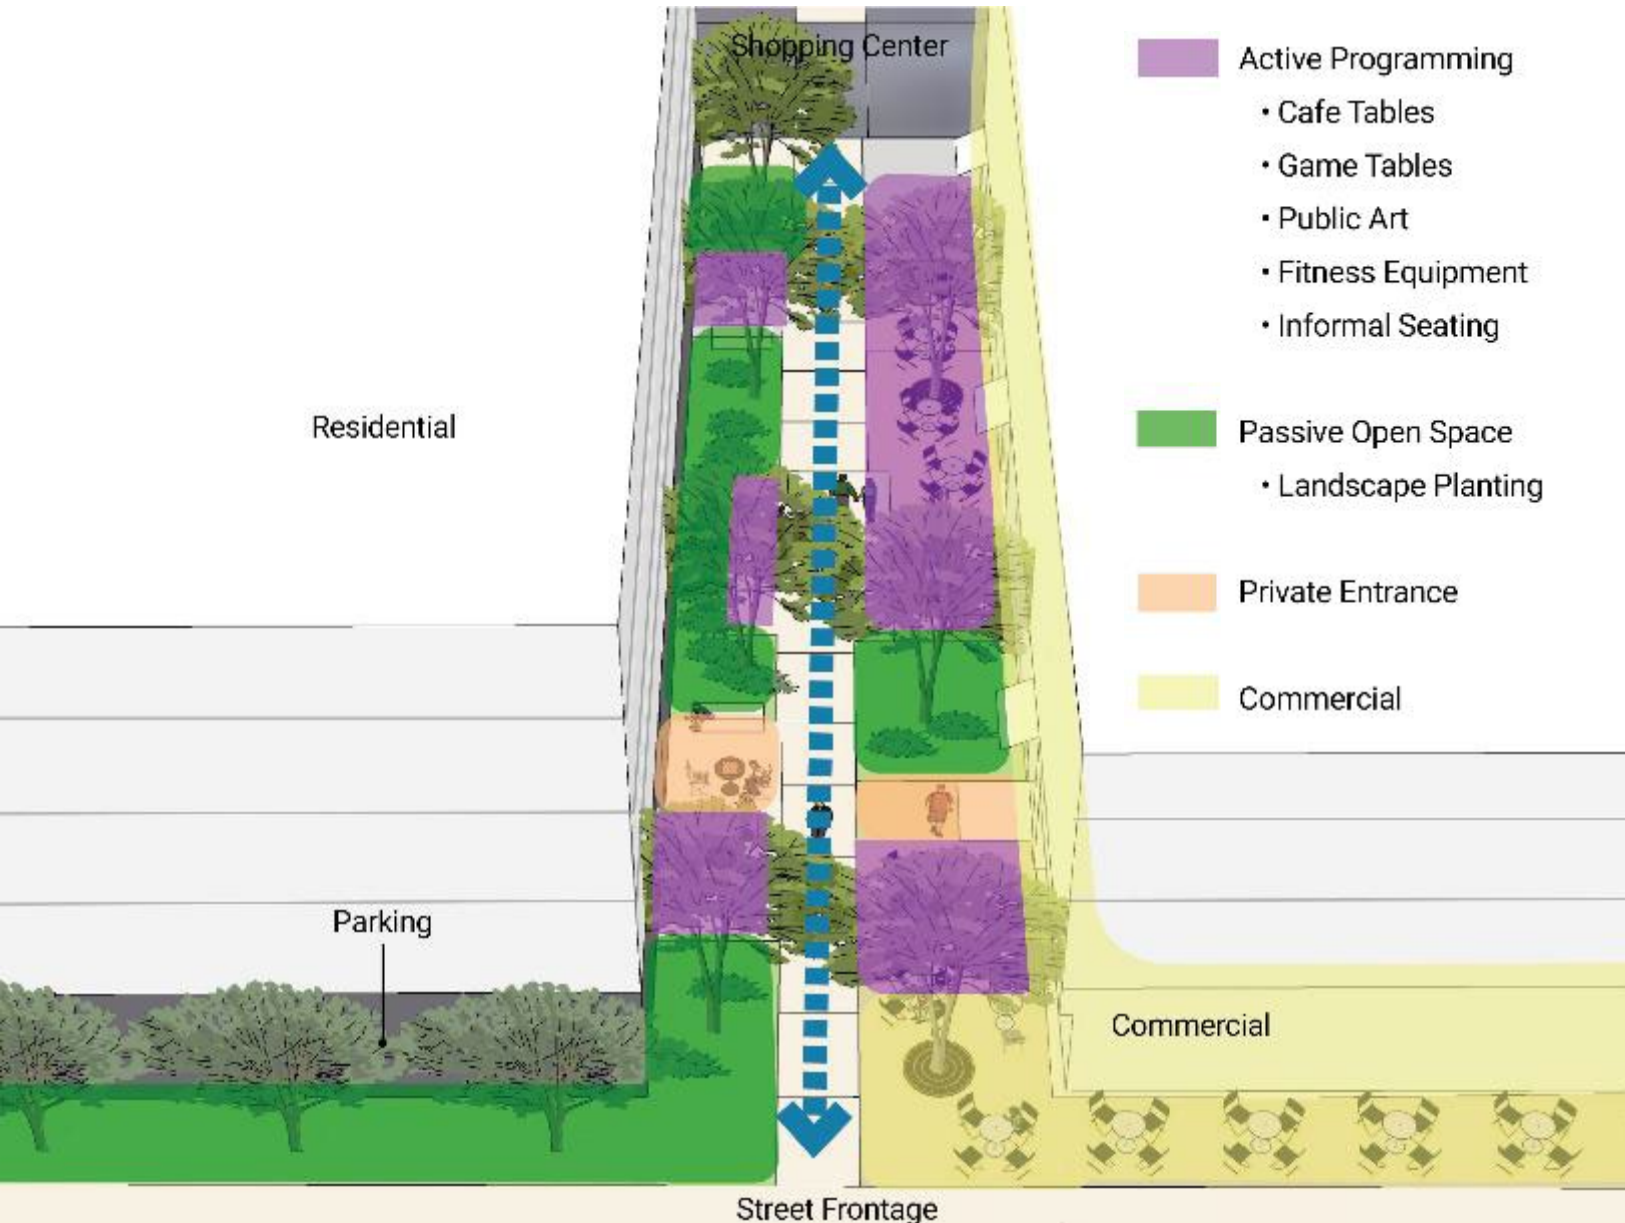 Shopping Center
Active Programming
• Cafe Tables
• Game Tables
• Public Art
• Fitness Equipment
• Informal Seating
Residential
Passive Open Space
• Landscape Planting
Private Entrance
Commercial
Parking
Commercial
Street Frontage